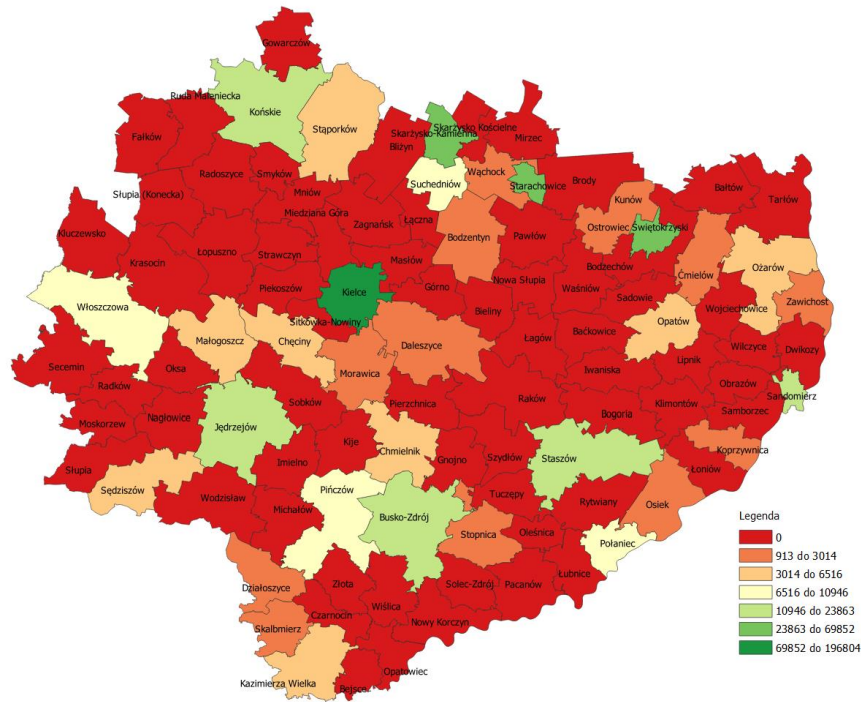 Gowarczów
Ruda Maleniecka
Końskie
Stąporków
Fałków
Radoszyce
Smyków
Bliżyn
Skarżysko-Kamienna
Skarżysko Kościelne
Mirzec
Suchedniów
Wąchock
Starachowice
Brody
Kunów
Bałtów
Tarłów
Słupia (Konecka)
Mniów
Miedziana Góra
Zagnańsk
Łączna
Bodzentyn
Pawłów
Ostrowiec
Świętokrzyski
Kluczewsko
Krasocin
Łopuszno
Strawczyn
Masłów
Bodzechów
Ćmielów
Ożarów
Włoszczowa
Piekoszów
Kielce
Górno
Nowa Słupia
Waśniów
Sadowie
Wojciechowice
Zawichost
Sitkówka-Nowiny
Bieliny
Małogoszcz
Chęciny
Daleszyce
Łagów
Baćkowice
Opatów
Wilczyce
Dwikozy
Secemin
Oksa
Morawica
Iwaniska
Lipnik
Radków
Obrazów
Sandomierz
Moskorzew
Nagłowice
Sobków
Pierzchnica
Raków
Bogoria
Klimontów
Samborzec
Jędrzejów
Kije
Chmielnik
Gnojno
Szydłów
Staszów
Koprzywnica
Łoniów
Słupia
Sędziszów
Imielno
Wodzisław
Pińczów
Michałów
Busko-Zdrój
Tuczępy
Rytwiany
Osiek
Stopnica
Oleśnica
Połaniec
Działoszyce
Złota
Solec-Zdrój
Pacanów
Łubnice
Czarnocin
Wiślica
Skalbmierz
Nowy Korczyn
Kazimierza Wielka
Bejsce
Opatowiec
Legenda
0
913 do 3014
3014 do 6516
6516 do 10946
10946 do 23863
23863 do 69852
69852 do 196804